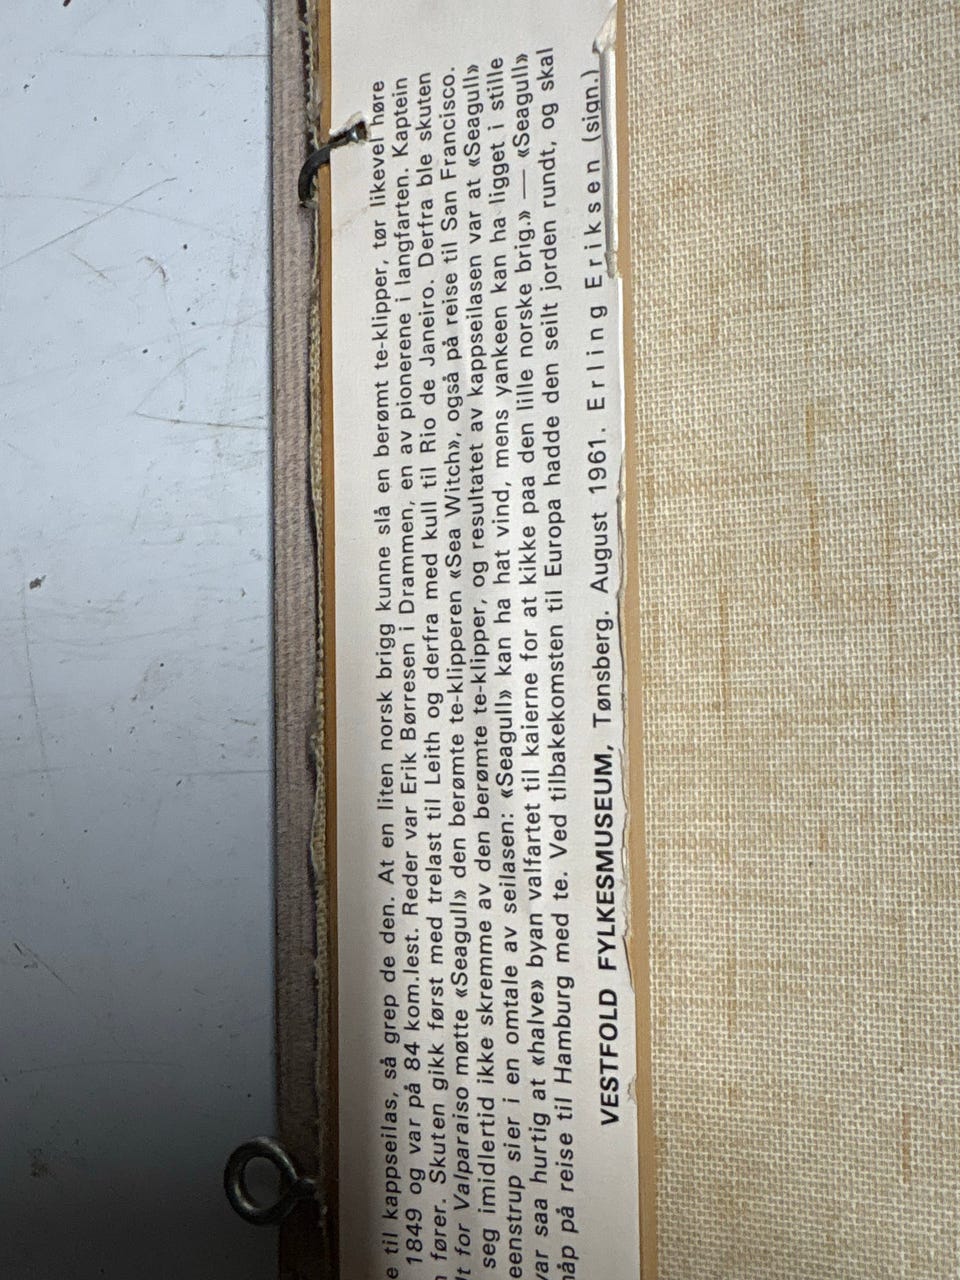 e til kappseilas, så grep de den. At en liten norsk brigg kunne slå en berømt te-klipper, tør likevel høre
1849 og var på 84 kom.lest. Reder var Erik Børresen i Drammen, en av pionerene i langfarten. Kaptein
fører. Skuten gikk først med trelast til Leith og derfra med kull til Rio de Janeiro. Derfra ble skuten
t for Valparaiso møtte «Seagull» den berømte te-klipperen «Sea Witch», også på reise til San Francisco.
seg imidlertid ikke skremme av den berømte te-klipper, og resultatet av kappseilasen var at «Seagull»
eenstrup sier i en omtale av seilasen: «Seagull» kan ha hat vind, mens yankeen kan ha ligget i stille
var saa hurtig at «halve» byan valfartet til kaierne for at kikke paa den lille norske brig.» — «Seagull»
håp på reise til Hamburg med te. Ved tilbakekomsten til Europa hadde den seilt jorden rundt, og skal
VESTFOLD FYLKESMUSEUM, Tønsberg. August 1961. Erling Eriksen (sign.)